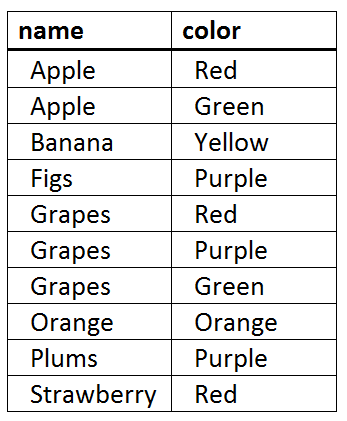 name color
Apple Red
Apple Green
Banana Yellow
Figs Purple
Grapes Red
Grapes Purple
Grapes Green
Orange Orange
Plums Purple
Strawberry Red